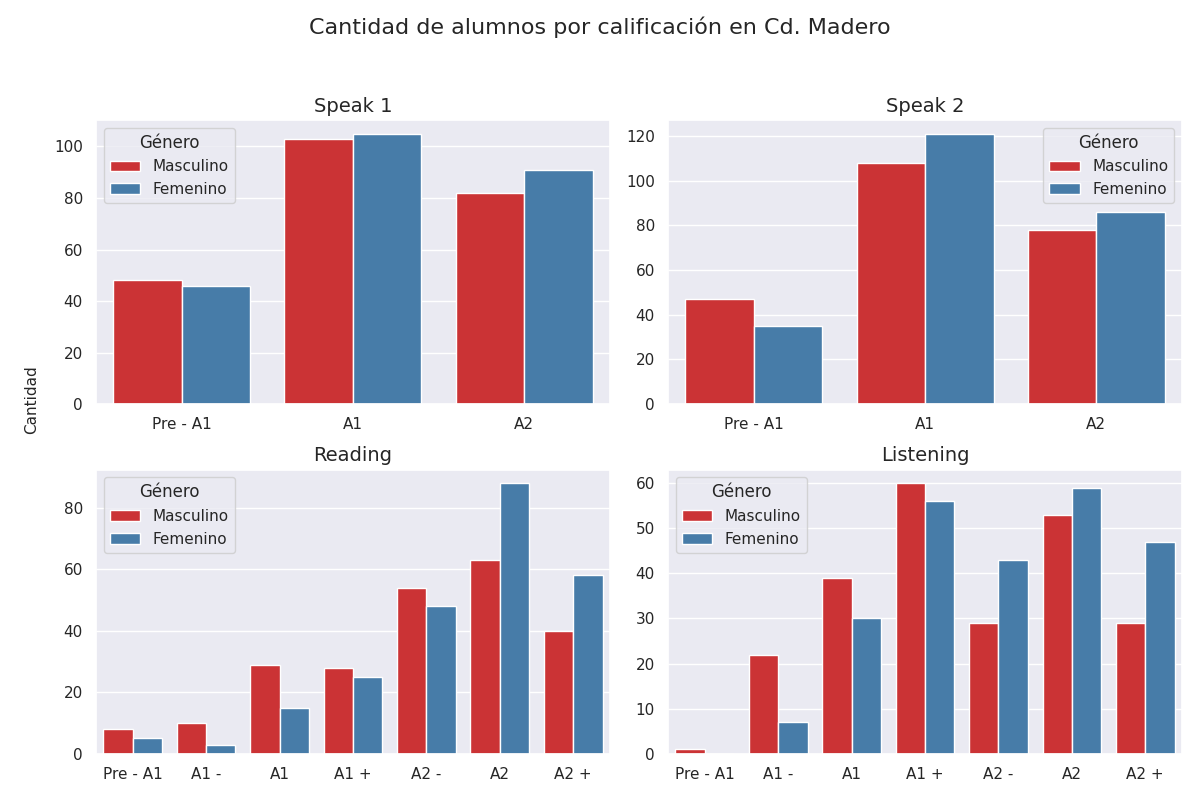 Cantidad de alumnos por calificación en Cd. Madero
Cantidad
Speak 1
Género
Masculino
Femenino
100
80
60
40
20
0
Pre - A1 A1 A2
Speak 2
Género
Masculino
Femenino
120
100
80
60
40
20
0
Pre - A1 A1 A2
Reading
Género
Masculino
Femenino
80
60
40
20
0
Pre - A1 A1 - A1 A1 + A2 - A2 A2 +
Listening
Género
Masculino
Femenino
60
50
40
30
20
10
0
Pre - A1 A1 - A1 A1 + A2 - A2 A2 +